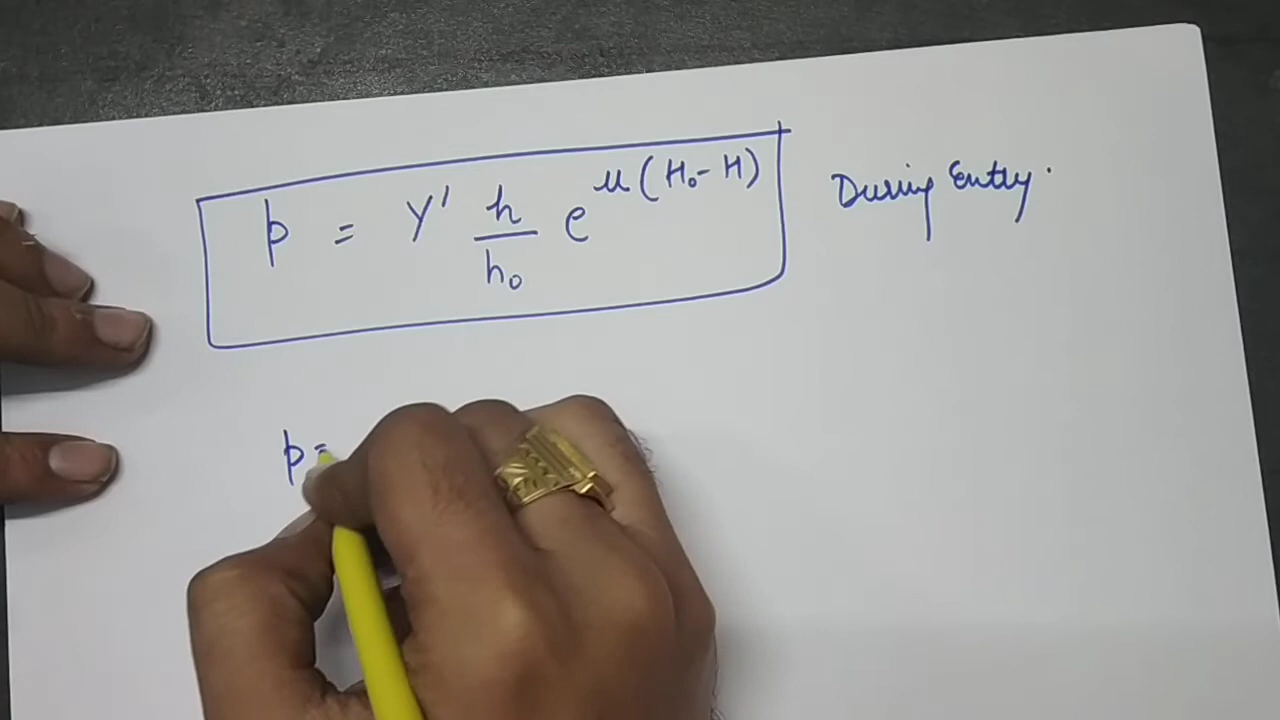 p = Y' h/h₀ e^μ(H₀-H) During Entry.
p =